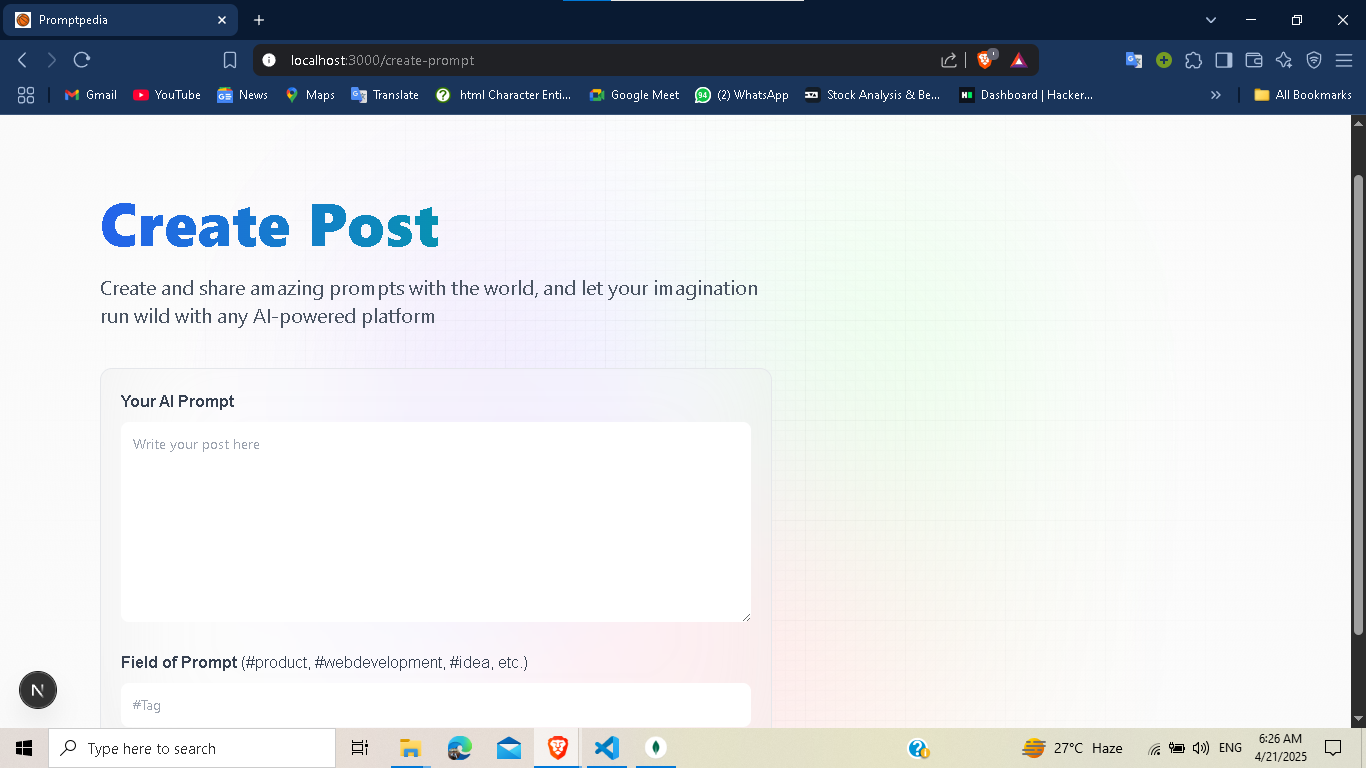 Promptpedia
localhost:3000/create-prompt
Gmail
YouTube
News
Maps
Translate
html Character Enti...
Google Meet
94
(2) WhatsApp
Stock Analysis & Be...
Dashboard | Hacker...
All Bookmarks
Create Post
Create and share amazing prompts with the world, and let your imagination
run wild with any AI-powered platform
Your AI Prompt
Write your post here
Field of Prompt (#product, #webdevelopment, #idea, etc.)
#Tag
N
Type here to search
27°C Haze
ENG
6:26 AM
4/21/2025